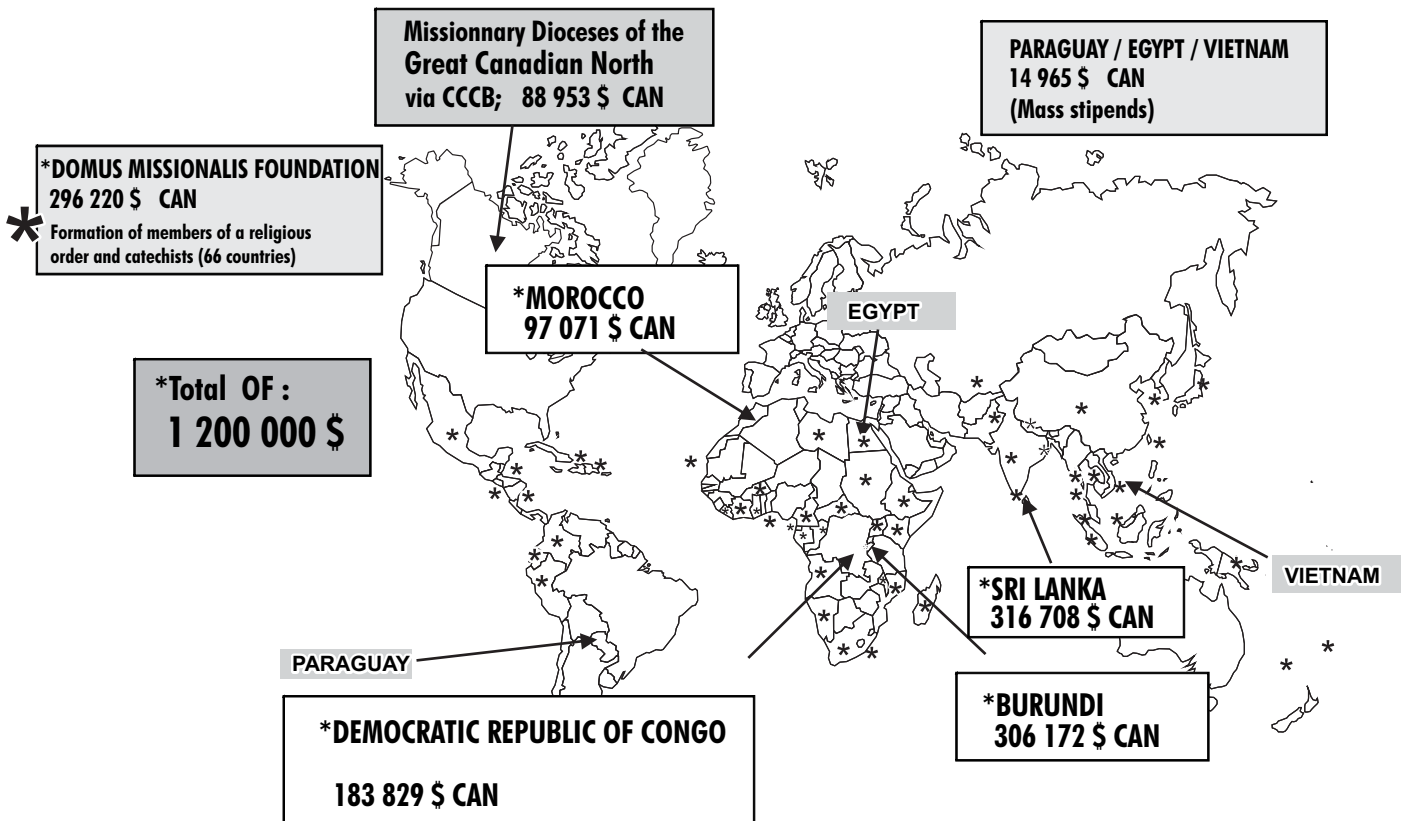 Missionnary Dioceses of the
Great Canadian North
via CCCB; 88 953 $ CAN
PARAGUAY / EGYPT / VIETNAM
14 965 $ CAN
(Mass stipends)
*DOMUS MISSIONALIS FOUNDATION
296 220 $ CAN
* Formation of members of a religious
order and catechists (66 countries)
*MOROCCO
97 071 $ CAN
EGYPT
*Total OF :
1 200 000 $
*SRI LANKA
316 708 $ CAN
VIETNAM
PARAGUAY
*BURUNDI
306 172 $ CAN
*DEMOCRATIC REPUBLIC OF CONGO
183 829 $ CAN